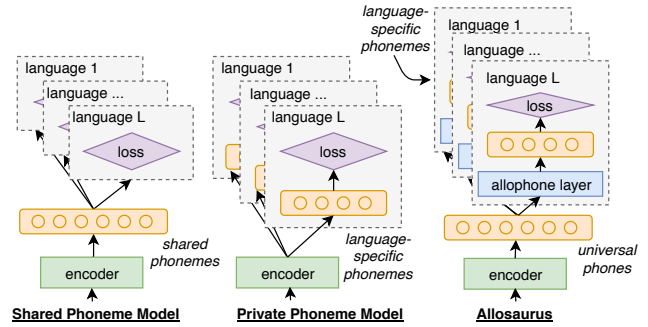 language 1
language ...
language L
loss
shared
phonemes
encoder
Shared Phoneme Model
language 1
language ...
language L
loss
language-
specific
phonemes
encoder
Private Phoneme Model
language-
specific
phonemes
language 1
language ...
language L
loss
allophone layer
universal
phones
encoder
Allosaurus